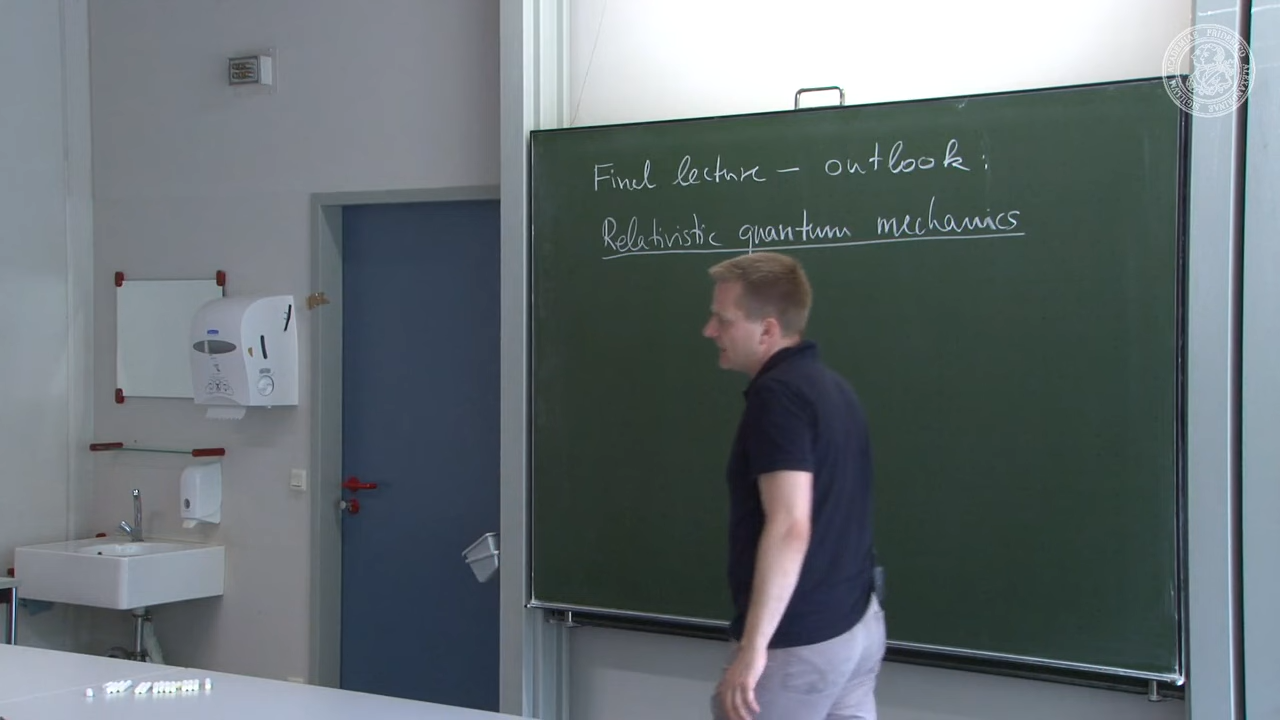 Final lecture – outlook:
Relativistic quantum mechanics